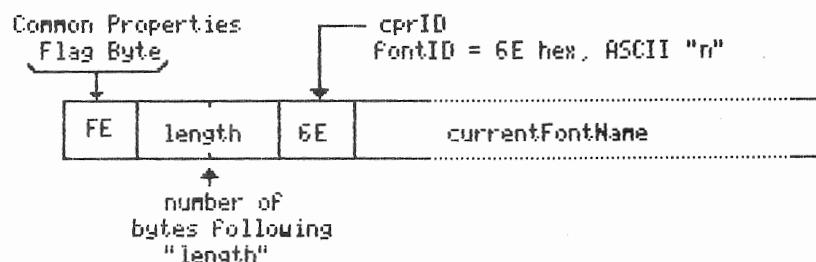 Common Properties
Flag Byte
cprID
fontID = 6E hex, ASCII "n"
FE
length
6E
currentFontName
number of
bytes following
"length"